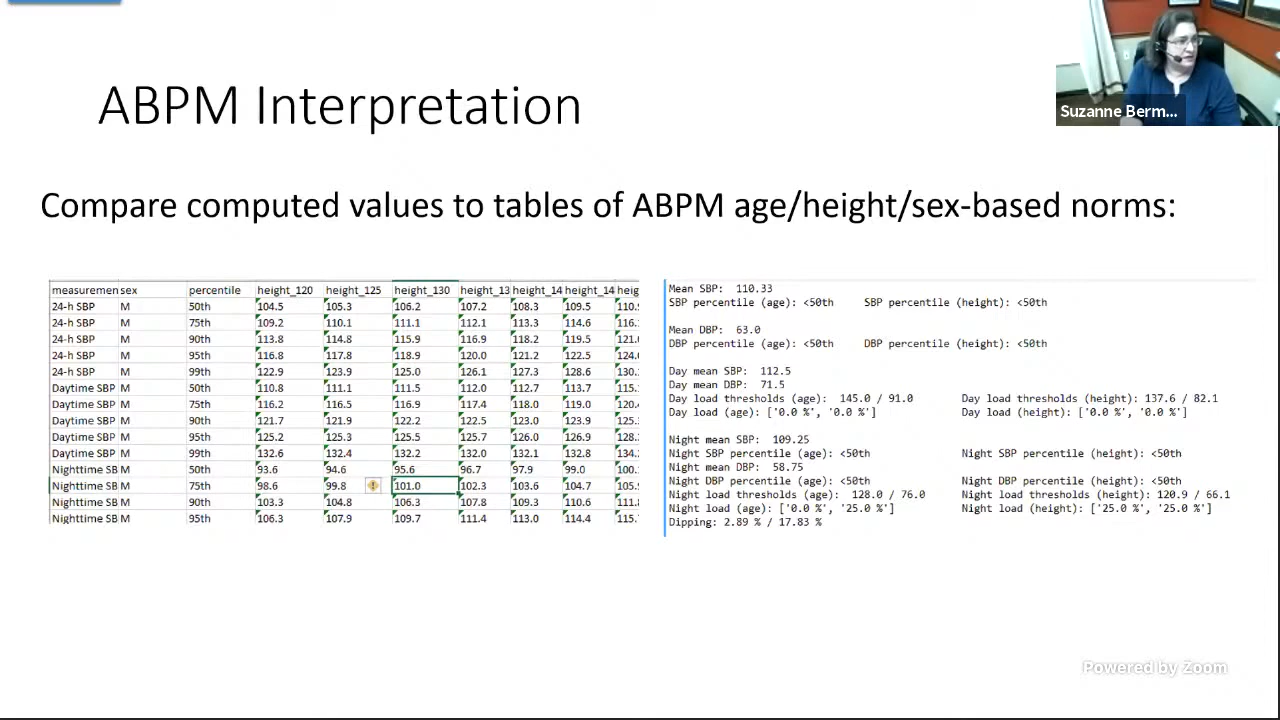 ABPM Interpretation
Suzanne Berm...
Compare computed values to tables of ABPM age/height/sex-based norms:
measuremen sex percentile height_120 height_125 height_130 height_13 height_14 height_14 heig
24-h SBP M 50th 104.5 105.3 106.2 107.2 108.3 109.5 110.
24-h SBP M 75th 109.2 110.1 111.1 112.1 113.3 114.6 116.
24-h SBP M 90th 113.8 114.8 115.9 116.9 118.2 119.5 121.
24-h SBP M 95th 116.8 117.8 118.9 120.0 121.2 122.5 124.
24-h SBP M 99th 122.9 123.9 125.0 126.1 127.3 128.6 130.
Daytime SBP M 50th 110.8 111.1 111.5 112.0 112.7 113.7 115.
Daytime SBP M 75th 116.2 116.5 116.9 117.4 118.0 119.0 120.
Daytime SBP M 90th 121.7 121.9 122.2 122.5 123.0 123.9 125.
Daytime SBP M 95th 125.2 125.3 125.5 125.7 126.0 126.9 128.
Daytime SBP M 99th 132.6 132.4 132.2 132.0 132.1 132.8 134.
Nighttime SB M 50th 93.6 94.6 95.6 96.7 97.9 99.0 100.
Nighttime SB M 75th 98.6 99.8 101.0 102.3 103.6 104.7 105.
Nighttime SB M 90th 103.3 104.8 106.3 107.8 109.3 110.6 111.
Nighttime SB M 95th 106.3 107.9 109.7 111.4 113.0 114.4 115.
Mean SBP: 110.33
SBP percentile (age): <50th SBP percentile (height): <50th
Mean DBP: 63.0
DBP percentile (age): <50th DBP percentile (height): <50th
Day mean SBP: 112.5
Day mean DBP: 71.5
Day load thresholds (age): 145.0 / 91.0 Day load thresholds (height): 137.6 / 82.1
Day load (age): ['0.0 %', '0.0 %'] Day load (height): ['0.0 %', '0.0 %']
Night mean SBP: 109.25
Night SBP percentile (age): <50th Night SBP percentile (height): <50th
Night mean DBP: 58.75
Night DBP percentile (age): <50th Night DBP percentile (height): <50th
Night load thresholds (age): 128.0 / 76.0 Night load thresholds (height): 120.9 / 66.1
Night load (age): ['0.0 %', '25.0 %'] Night load (height): ['25.0 %', '25.0 %']
Dipping: 2.89 % / 17.83 %
Powered by Zoom